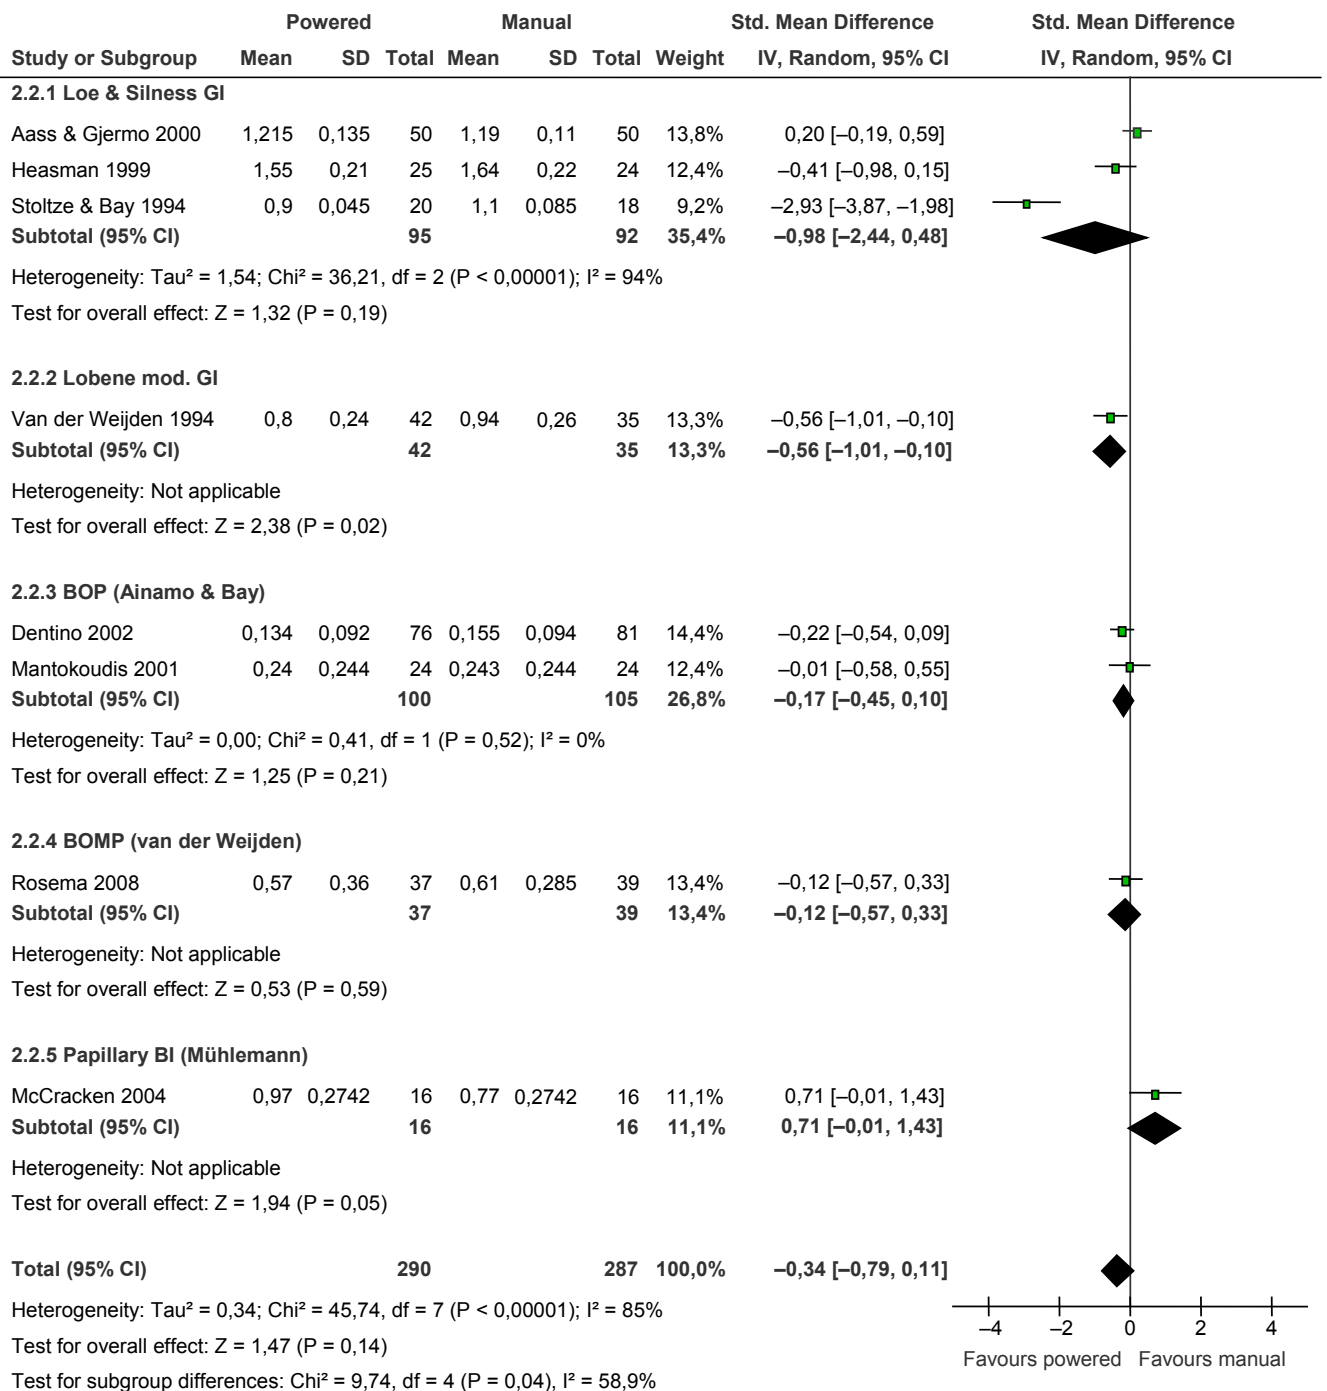 Powered Manual Std. Mean Difference Std. Mean Difference
Study or Subgroup Mean SD Total Mean SD Total Weight IV, Random, 95% CI IV, Random, 95% CI
2.2.1 Loe & Silness GI
Aass & Gjermo 2000 1,215 0,135 50 1,19 0,11 50 13,8% 0,20 [–0,19, 0,59]
Heasman 1999 1,55 0,21 25 1,64 0,22 24 12,4% –0,41 [–0,98, 0,15]
Stoltze & Bay 1994 0,9 0,045 20 1,1 0,085 18 9,2% –2,93 [–3,87, –1,98]
Subtotal (95% CI) 95 92 35,4% –0,98 [–2,44, 0,48]
Heterogeneity: Tau² = 1,54; Chi² = 36,21, df = 2 (P < 0,00001); I² = 94%
Test for overall effect: Z = 1,32 (P = 0,19)
2.2.2 Lobene mod. GI
Van der Weijden 1994 0,8 0,24 42 0,94 0,26 35 13,3% –0,56 [–1,01, –0,10]
Subtotal (95% CI) 42 35 13,3% –0,56 [–1,01, –0,10]
Heterogeneity: Not applicable
Test for overall effect: Z = 2,38 (P = 0,02)
2.2.3 BOP (Ainamo & Bay)
Dentino 2002 0,134 0,092 76 0,155 0,094 81 14,4% –0,22 [–0,54, 0,09]
Mantokoudis 2001 0,24 0,244 24 0,243 0,244 24 12,4% –0,01 [–0,58, 0,55]
Subtotal (95% CI) 100 105 26,8% –0,17 [–0,45, 0,10]
Heterogeneity: Tau² = 0,00; Chi² = 0,41, df = 1 (P = 0,52); I² = 0%
Test for overall effect: Z = 1,25 (P = 0,21)
2.2.4 BOMP (van der Weijden)
Rosema 2008 0,57 0,36 37 0,61 0,285 39 13,4% –0,12 [–0,57, 0,33]
Subtotal (95% CI) 37 39 13,4% –0,12 [–0,57, 0,33]
Heterogeneity: Not applicable
Test for overall effect: Z = 0,53 (P = 0,59)
2.2.5 Papillary BI (Mühlemann)
McCracken 2004 0,97 0,2742 16 0,77 0,2742 16 11,1% 0,71 [–0,01, 1,43]
Subtotal (95% CI) 16 16 11,1% 0,71 [–0,01, 1,43]
Heterogeneity: Not applicable
Test for overall effect: Z = 1,94 (P = 0,05)
Total (95% CI) 290 287 100,0% –0,34 [–0,79, 0,11]
Heterogeneity: Tau² = 0,34; Chi² = 45,74, df = 7 (P < 0,00001); I² = 85%
Test for overall effect: Z = 1,47 (P = 0,14)
Test for subgroup differences: Chi² = 9,74, df = 4 (P = 0,04), I² = 58,9%
–4 –2 0 2 4
Favours powered Favours manual